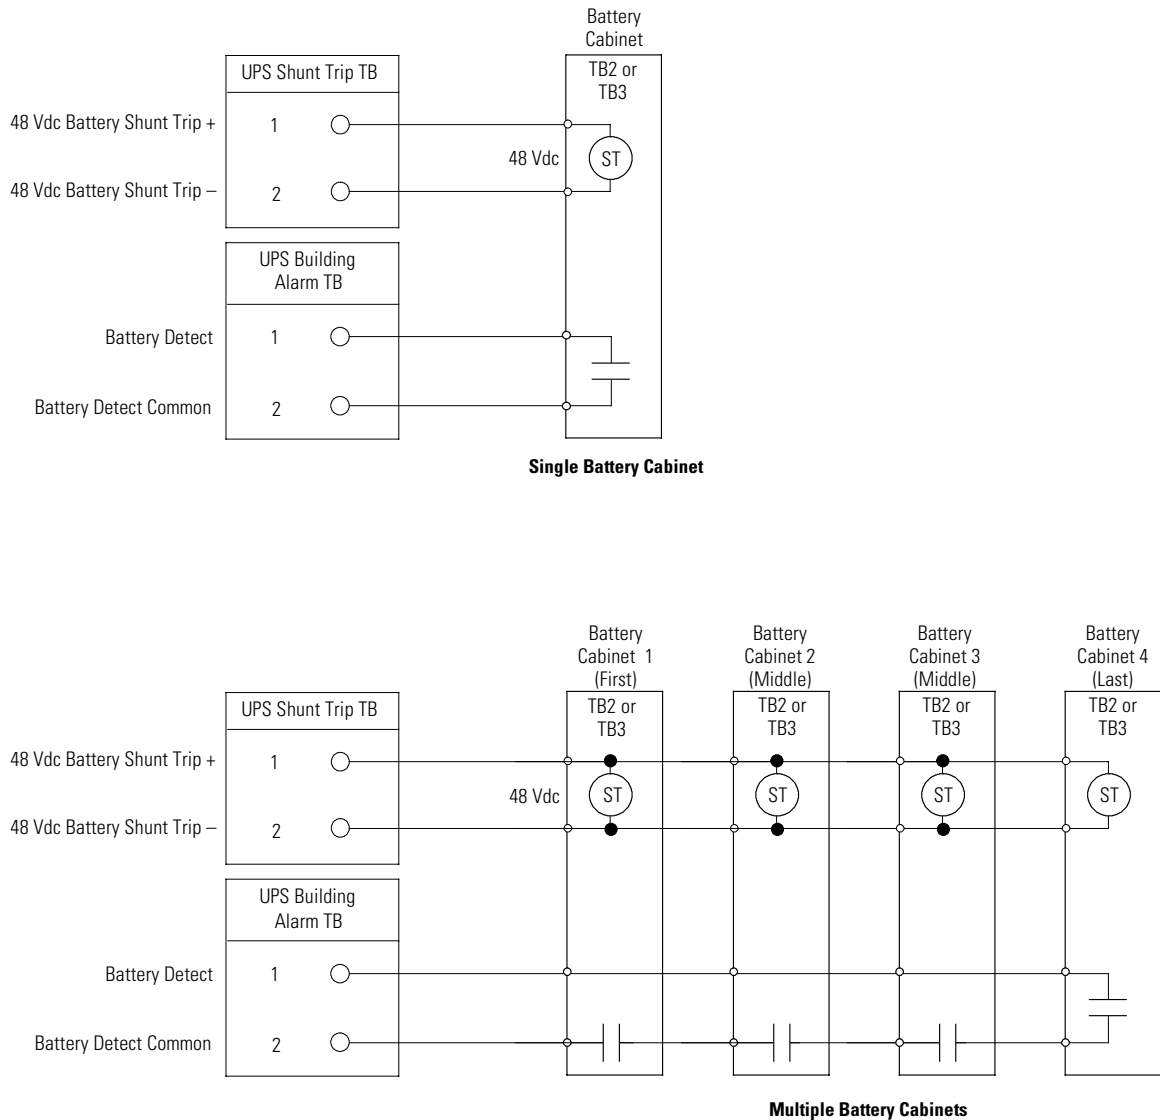 Battery
Cabinet
UPS Shunt Trip TB
TB2 or
TB3
48 Vdc Battery Shunt Trip +
1
48 Vdc
ST
48 Vdc Battery Shunt Trip –
2
UPS Building
Alarm TB
Battery Detect
1
Battery Detect Common
2
Single Battery Cabinet
Battery
Cabinet 1
(First)
Battery
Cabinet 2
(Middle)
Battery
Cabinet 3
(Middle)
Battery
Cabinet 4
(Last)
UPS Shunt Trip TB
TB2 or
TB3
TB2 or
TB3
TB2 or
TB3
TB2 or
TB3
48 Vdc Battery Shunt Trip +
1
48 Vdc
ST
ST
ST
ST
48 Vdc Battery Shunt Trip –
2
UPS Building
Alarm TB
Battery Detect
1
Battery Detect Common
2
Multiple Battery Cabinets